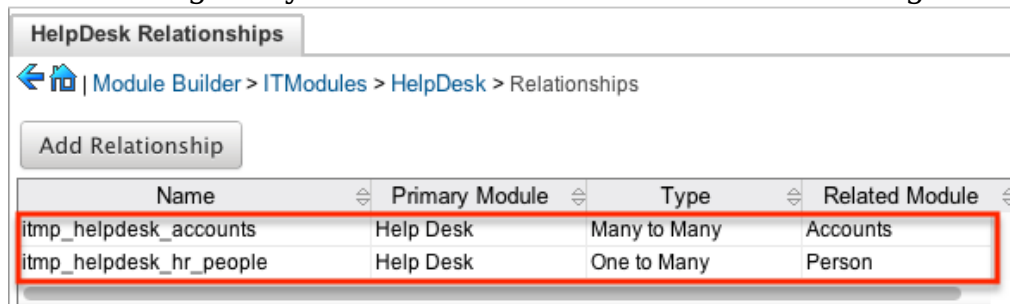 HelpDesk Relationships
| Module Builder > ITModules > HelpDesk > Relationships
Add Relationship
Name Primary Module Type Related Module
itmp_helpdesk_accounts Help Desk Many to Many Accounts
itmp_helpdesk_hr_people Help Desk One to Many Person